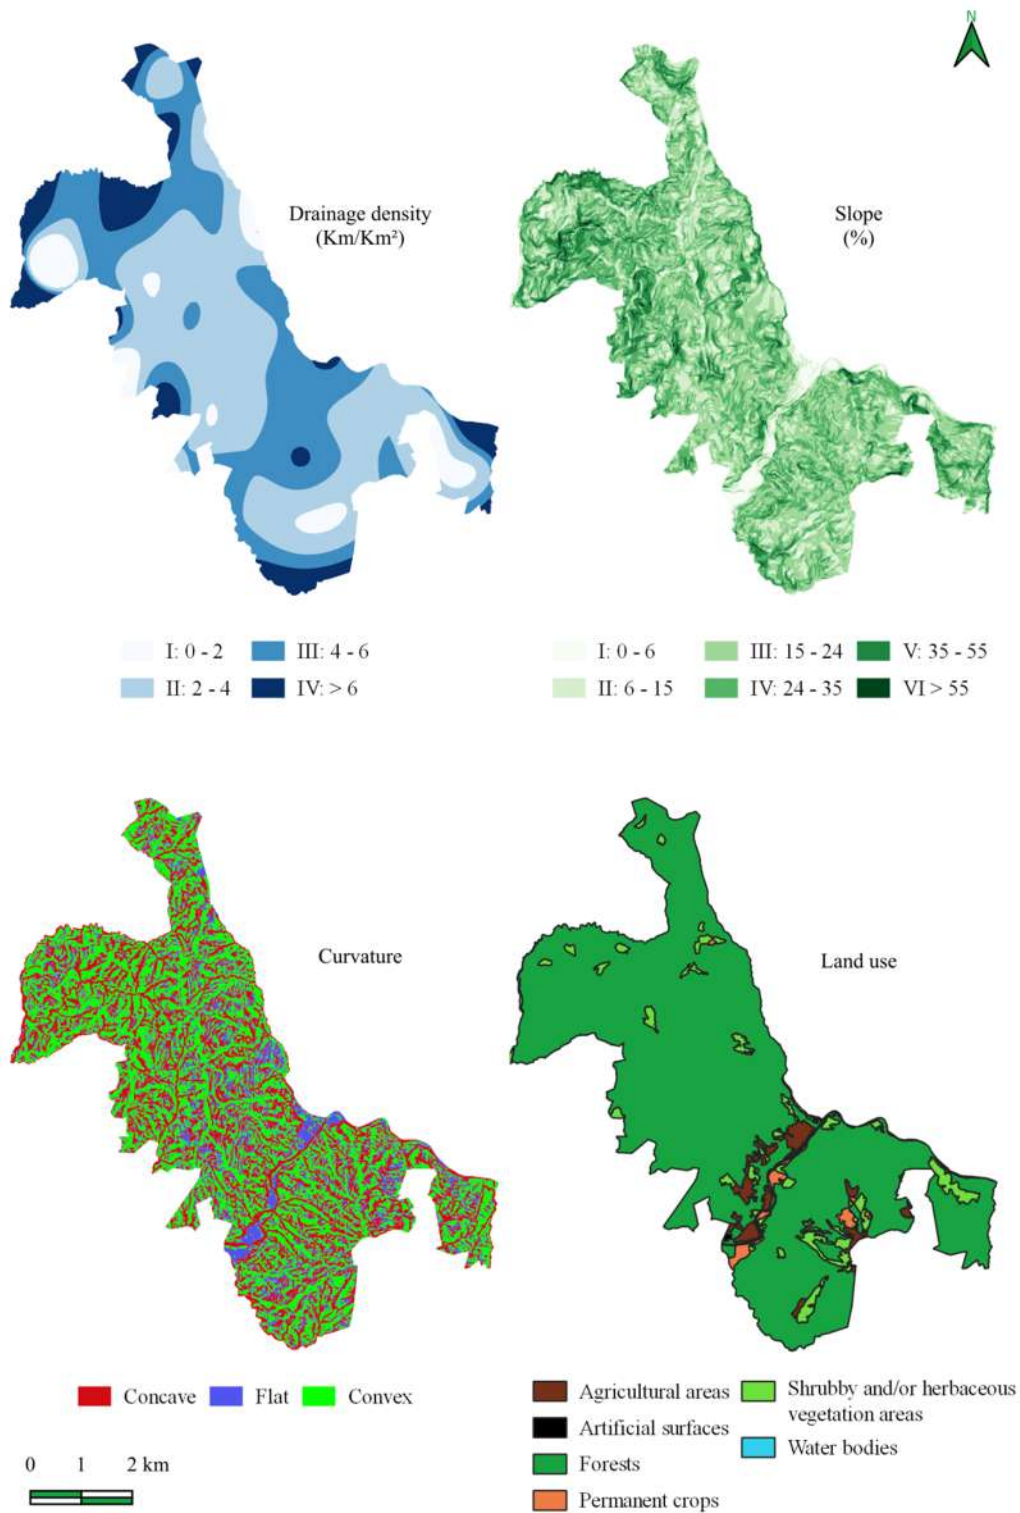 N
Drainage density
(Km/Km²)
Slope
(%)
I: 0 - 2
III: 4 - 6
II: 2 - 4
IV: > 6
I: 0 - 6
III: 15 - 24
V: 35 - 55
II: 6 - 15
IV: 24 - 35
VI > 55
Curvature
Land use
Concave
Flat
Convex
0 1 2 km
Agricultural areas
Artificial surfaces
Forests
Permanent crops
Shrubby and/or herbaceous
vegetation areas
Water bodies